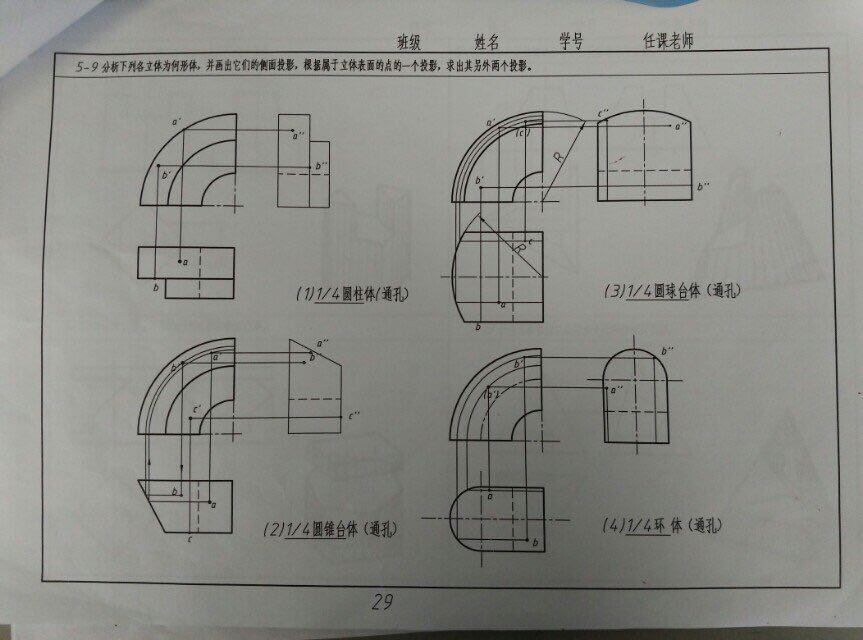 班级 姓名 学号 任课老师
5-9 分析下列各立体为何形体，并画出它们的侧面投影，根据属于立体表面的点的一个投影，求出其另外两个投影。
a' a"
b' b"
a
b
(1) 1/4 圆柱体(通孔)
a' (c') c" a"
R
b' b"
R c
a
b
(3) 1/4 圆球台体（通孔）
b' a' a"
b
c' c"
b a
c
(2) 1/4 圆锥台体（通孔）
b' b"
(a') a"
a
b
(4) 1/4 环 体（通孔）
29